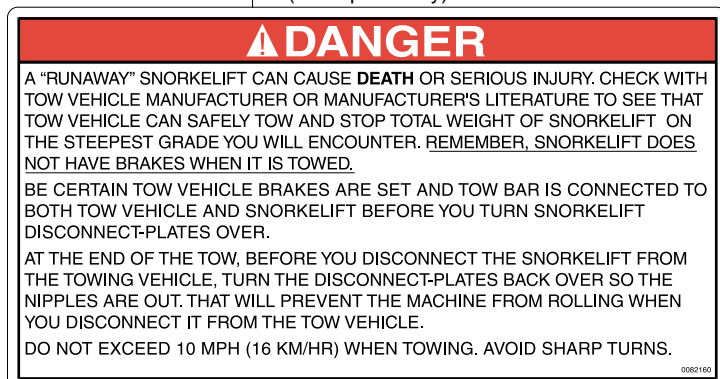 DANGER
A “RUNAWAY” SNORKELIFT CAN CAUSE DEATH OR SERIOUS INJURY. CHECK WITH
TOW VEHICLE MANUFACTURER OR MANUFACTURER'S LITERATURE TO SEE THAT
TOW VEHICLE CAN SAFELY TOW AND STOP TOTAL WEIGHT OF SNORKELIFT ON
THE STEEPEST GRADE YOU WILL ENCOUNTER. REMEMBER, SNORKELIFT DOES
NOT HAVE BRAKES WHEN IT IS TOWED.
BE CERTAIN TOW VEHICLE BRAKES ARE SET AND TOW BAR IS CONNECTED TO
BOTH TOW VEHICLE AND SNORKELIFT BEFORE YOU TURN SNORKELIFT
DISCONNECT-PLATES OVER.
AT THE END OF THE TOW, BEFORE YOU DISCONNECT THE SNORKELIFT FROM
THE TOWING VEHICLE, TURN THE DISCONNECT-PLATES BACK OVER SO THE
NIPPLES ARE OUT. THAT WILL PREVENT THE MACHINE FROM ROLLING WHEN
YOU DISCONNECT IT FROM THE TOW VEHICLE.
DO NOT EXCEED 10 MPH (16 KM/HR) WHEN TOWING. AVOID SHARP TURNS.
0082160